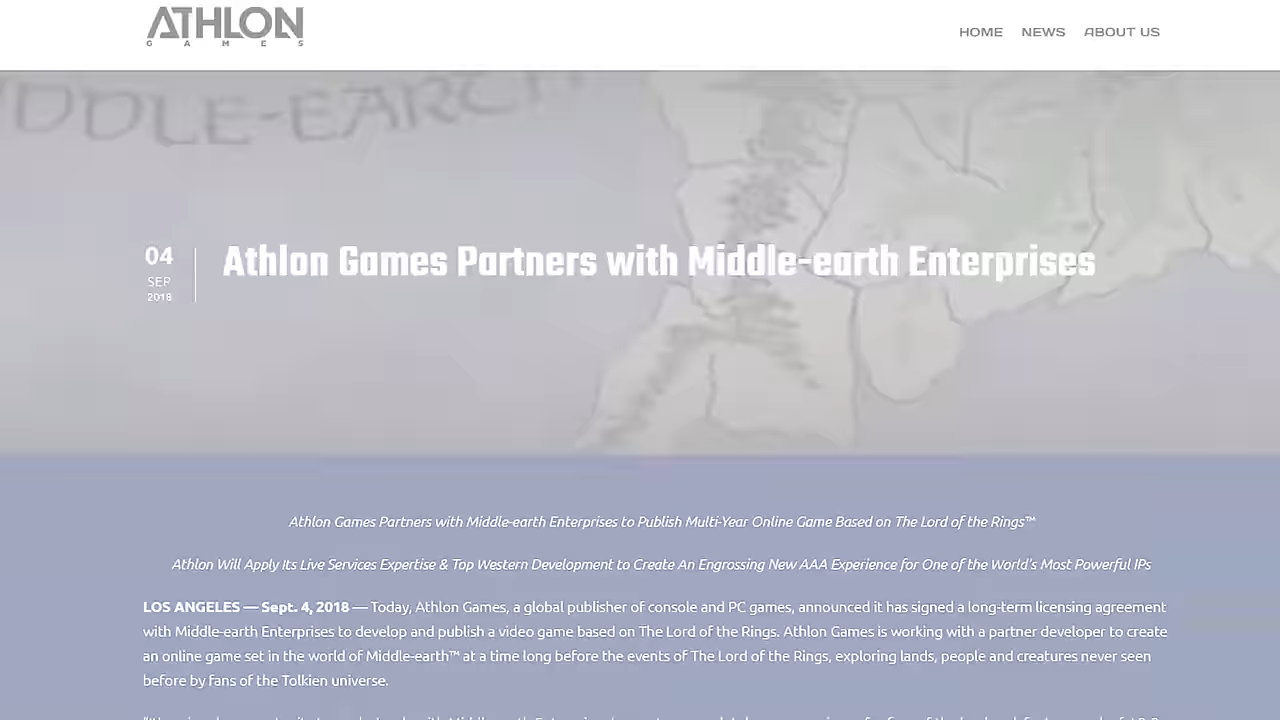 ATHLON
GAMES
HOME NEWS ABOUT US
DDLE-EARTH
04
SEP
2018
Athlon Games Partners with Middle-earth Enterprises
Athlon Games Partners with Middle-earth Enterprises to Publish Multi-Year Online Game Based on The Lord of the Rings™
Athlon Will Apply Its Live Services Expertise & Top Western Development to Create An Engrossing New AAA Experience for One of the World's Most Powerful IPs
LOS ANGELES — Sept. 4, 2018 — Today, Athlon Games, a global publisher of console and PC games, announced it has signed a long-term licensing agreement
with Middle-earth Enterprises to develop and publish a video game based on The Lord of the Rings. Athlon Games is working with a partner developer to create
an online game set in the world of Middle-earth™ at a time long before the events of The Lord of the Rings, exploring lands, people and creatures never seen
before by fans of the Tolkien universe.